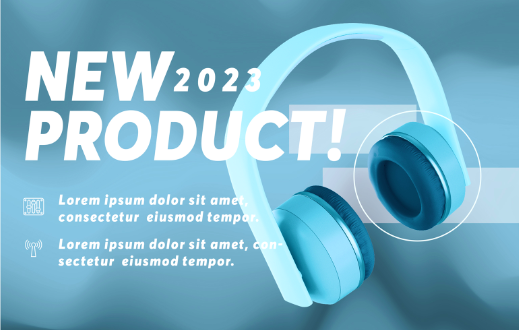 NEW 2023
PRODUCT!
Lorem ipsum dolor sit amet,
consectetur eiusmod tempor.
Lorem ipsum dolor sit amet, con-
sectetur eiusmod tempor.